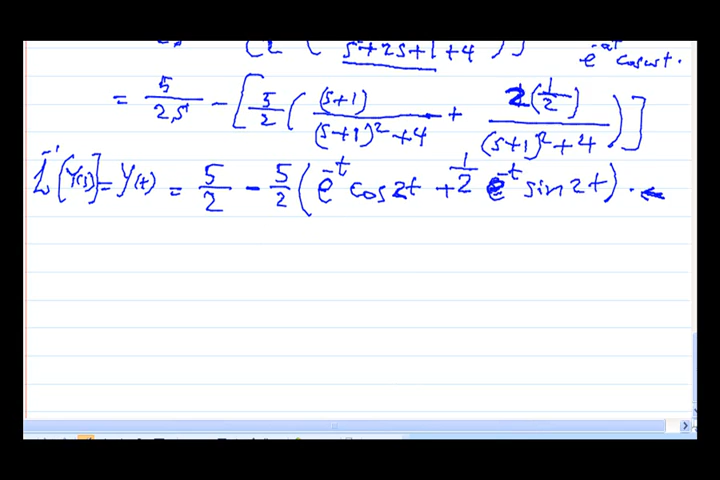 s²+2s+1+4 e^{-at} cos ωt.
= 5/(2s) - [5/2 ( (s+1)/((s+1)²+4) + 2(1/2)/((s+1)²+4) )]
L⁻¹[Y(s)] = y(t) = 5/2 - 5/2 ( e^{-t} cos 2t + 1/2 e^{-t} sin 2t ) . ←